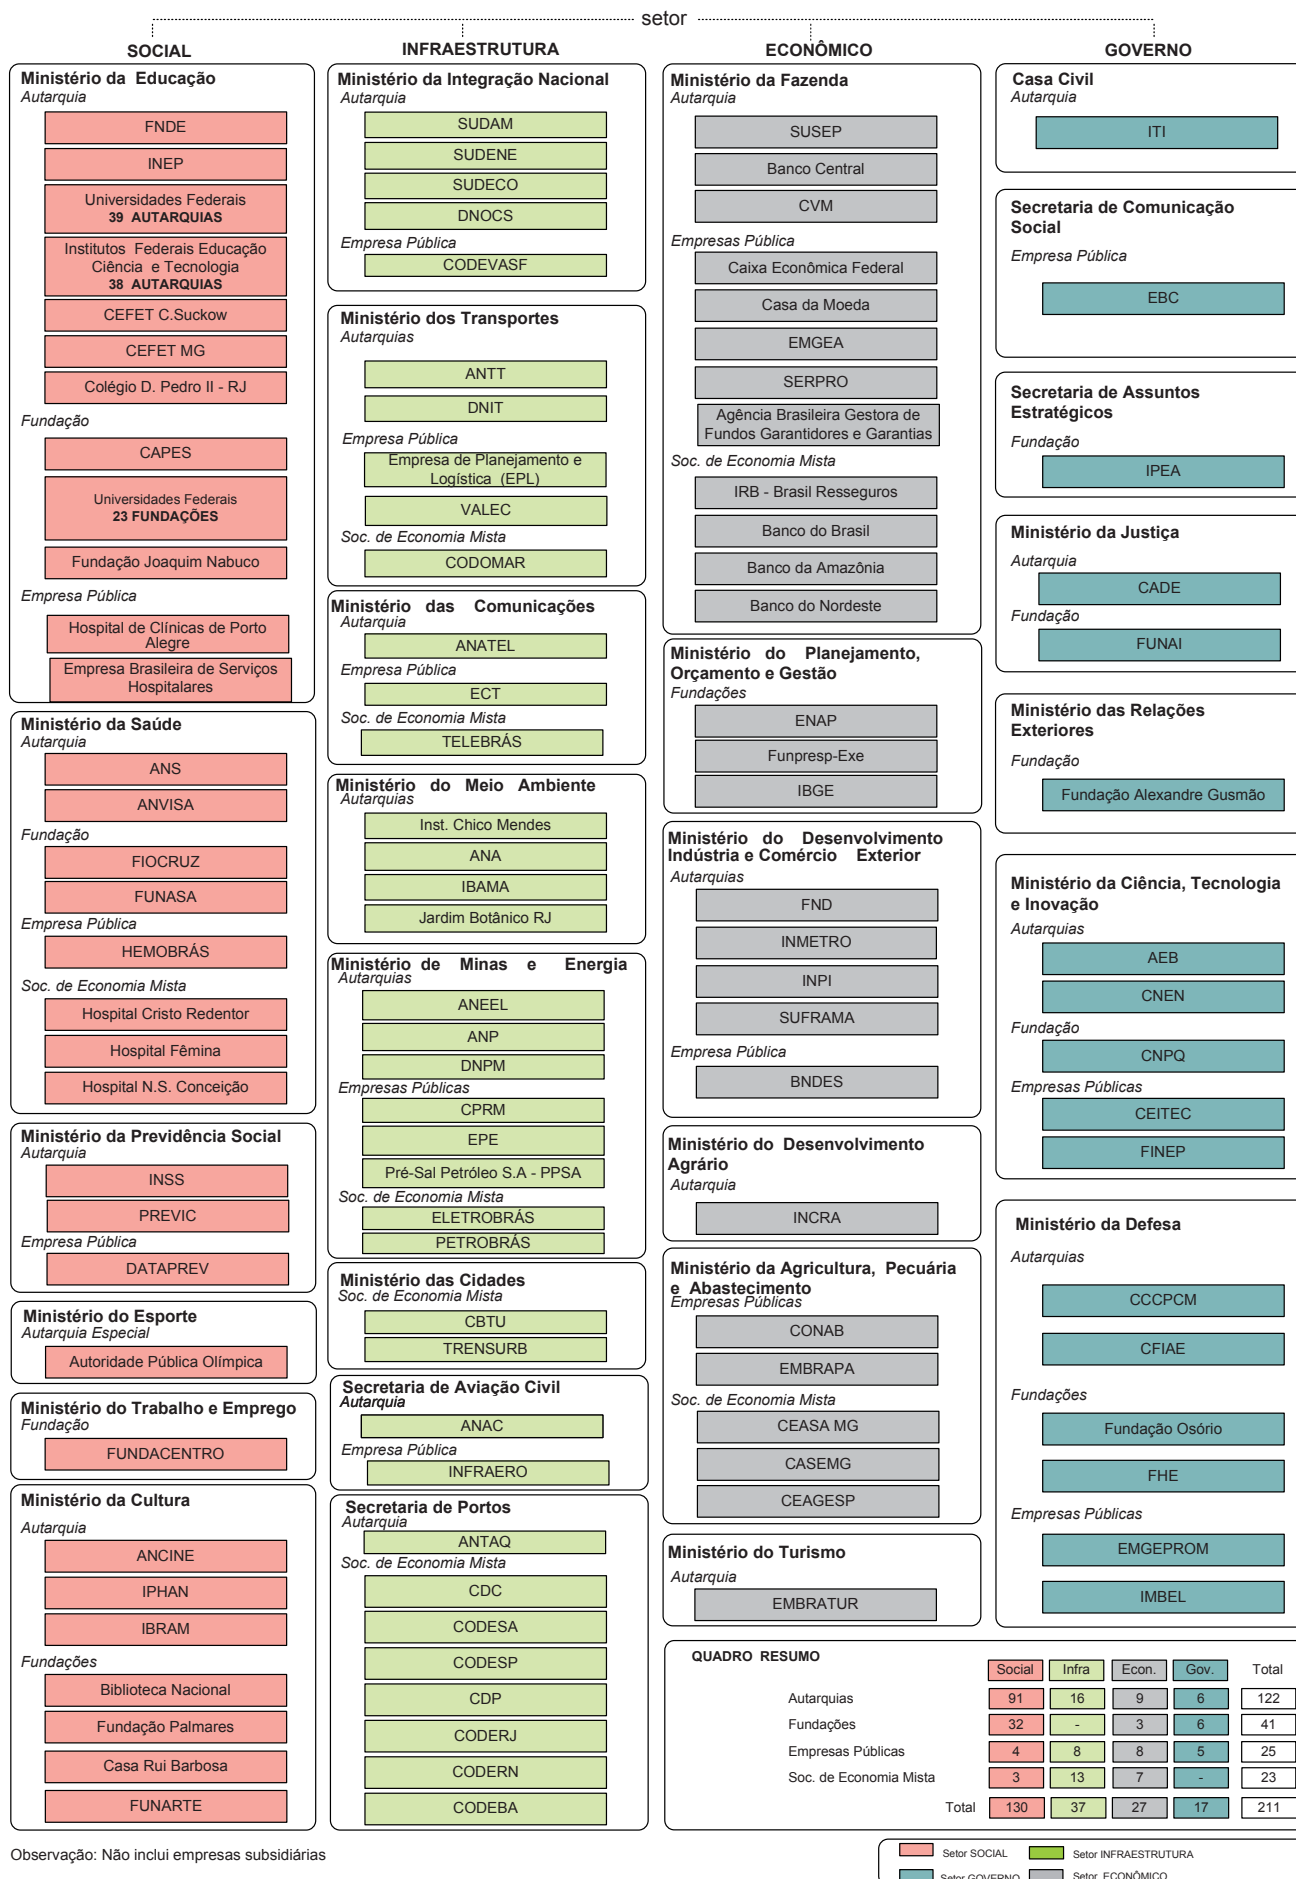 setor
SOCIAL
Ministério da Educação
Autarquia
FNDE
INEP
Universidades Federais
39 AUTARQUIAS
Institutos Federais Educação
Ciência e Tecnologia
38 AUTARQUIAS
CEFET C.Suckow
CEFET MG
Colégio D. Pedro II - RJ
Fundação
CAPES
Universidades Federais
23 FUNDAÇÕES
Fundação Joaquim Nabuco
Empresa Pública
Hospital de Clínicas de Porto
Alegre
Empresa Brasileira de Serviços
Hospitalares
Ministério da Saúde
Autarquia
ANS
ANVISA
Fundação
FIOCRUZ
FUNASA
Empresa Pública
HEMOBRÁS
Soc. de Economia Mista
Hospital Cristo Redentor
Hospital Fêmina
Hospital N.S. Conceição
Ministério da Previdência Social
Autarquia
INSS
PREVIC
Empresa Pública
DATAPREV
Ministério do Esporte
Autarquia Especial
Autoridade Pública Olímpica
Ministério do Trabalho e Emprego
Fundação
FUNDACENTRO
Ministério da Cultura
Autarquia
ANCINE
IPHAN
IBRAM
Fundações
Biblioteca Nacional
Fundação Palmares
Casa Rui Barbosa
FUNARTE
INFRAESTRUTURA
Ministério da Integração Nacional
Autarquia
SUDAM
SUDENE
SUDECO
DNOCS
Empresa Pública
CODEVASF
Ministério dos Transportes
Autarquias
ANTT
DNIT
Empresa Pública
Empresa de Planejamento e
Logística (EPL)
VALEC
Soc. de Economia Mista
CODOMAR
Ministério das Comunicações
Autarquia
ANATEL
Empresa Pública
ECT
Soc. de Economia Mista
TELEBRÁS
Ministério do Meio Ambiente
Autarquias
Inst. Chico Mendes
ANA
IBAMA
Jardim Botânico RJ
Ministério de Minas e Energia
Autarquias
ANEEL
ANP
DNPM
Empresas Públicas
CPRM
EPE
Pré-Sal Petróleo S.A - PPSA
Soc. de Economia Mista
ELETROBRÁS
PETROBRÁS
Ministério das Cidades
Soc. de Economia Mista
CBTU
TRENSURB
Secretaria de Aviação Civil
Autarquia
ANAC
Empresa Pública
INFRAERO
Secretaria de Portos
Autarquia
ANTAQ
Soc. de Economia Mista
CDC
CODESA
CODESP
CDP
CODERJ
CODERN
CODEBA
ECONÔMICO
Ministério da Fazenda
Autarquia
SUSEP
Banco Central
CVM
Empresas Pública
Caixa Econômica Federal
Casa da Moeda
EMGEA
SERPRO
Agência Brasileira Gestora de
Fundos Garantidores e Garantias
Soc. de Economia Mista
IRB - Brasil Resseguros
Banco do Brasil
Banco da Amazônia
Banco do Nordeste
Ministério do Planejamento,
Orçamento e Gestão
Fundações
ENAP
Funpresp-Exe
IBGE
Ministério do Desenvolvimento
Indústria e Comércio Exterior
Autarquias
FND
INMETRO
INPI
SUFRAMA
Empresa Pública
BNDES
Ministério do Desenvolvimento
Agrário
Autarquia
INCRA
Ministério da Agricultura, Pecuária
e Abastecimento
Empresas Públicas
CONAB
EMBRAPA
Soc. de Economia Mista
CEASA MG
CASEMG
CEAGESP
Ministério do Turismo
Autarquia
EMBRATUR
GOVERNO
Casa Civil
Autarquia
ITI
Secretaria de Comunicação
Social
Empresa Pública
EBC
Secretaria de Assuntos
Estratégicos
Fundação
IPEA
Ministério da Justiça
Autarquia
CADE
Fundação
FUNAI
Ministério das Relações
Exteriores
Fundação
Fundação Alexandre Gusmão
Ministério da Ciência, Tecnologia
e Inovação
Autarquias
AEB
CNEN
Fundação
CNPQ
Empresas Públicas
CEITEC
FINEP
Ministério da Defesa
Autarquias
CCCPCM
CFIAE
Fundações
Fundação Osório
FHE
Empresas Públicas
EMGEPROM
IMBEL
QUADRO RESUMO
Social Infra Econ. Gov. Total
Autarquias 91 16 9 6 122
Fundações 32 - 3 6 41
Empresas Públicas 4 8 8 5 25
Soc. de Economia Mista 3 13 7 - 23
Total 130 37 27 17 211
Observação: Não inclui empresas subsidiárias
Setor SOCIAL Setor INFRAESTRUTURA
Setor GOVERNO Setor ECONÔMICO